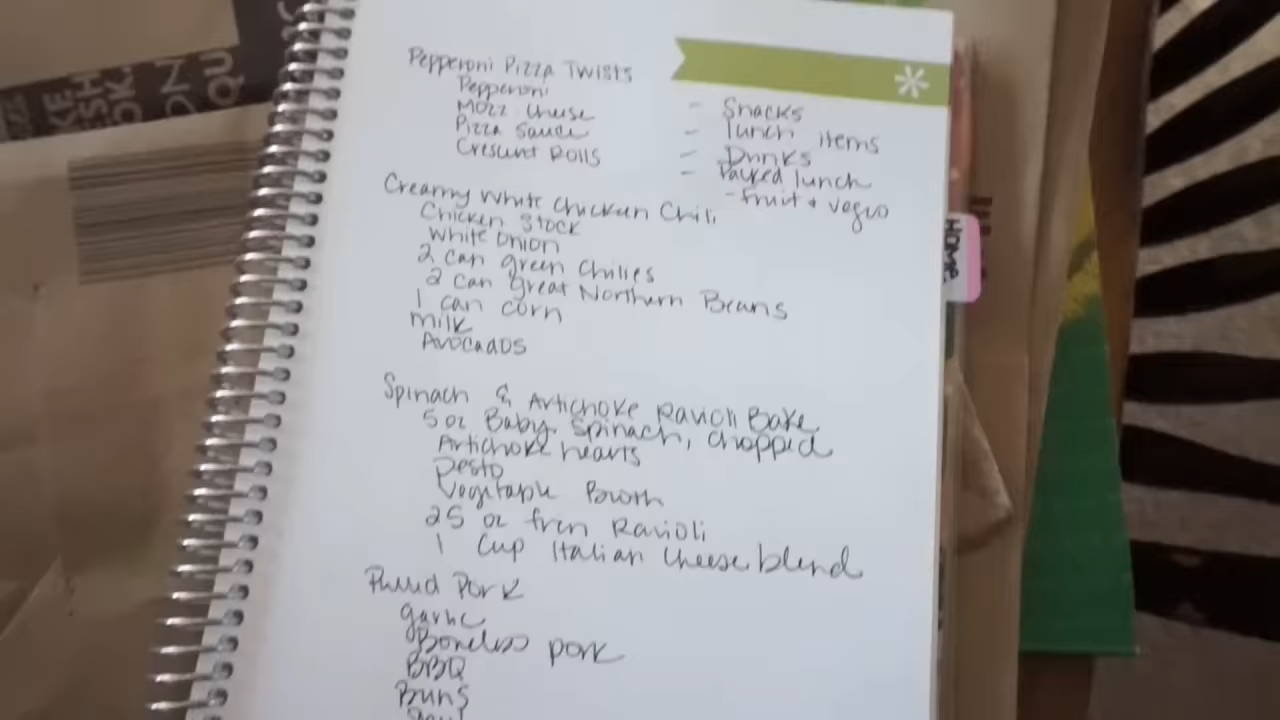 Pepperoni Pizza Twists
Pepperoni
Mozz Cheese
Pizza Sauce
Crescent Rolls
- Snacks
- lunch items
- Drinks
- Packed lunch
- fruit + veggo
Creamy White Chicken Chili
Chicken Stock
White Onion
2 can green chilies
2 can great Northern Beans
1 can corn
milk
Avocados
Spinach & Artichoke Ravioli Bake
5 oz Baby Spinach, chopped
Artichoke hearts
Pesto
Vegetable Broth
25 oz frzn Ravioli
1 Cup Italian Cheese blend
Pulled Pork
garlic
Boneless pork
BBQ
Buns
HOME